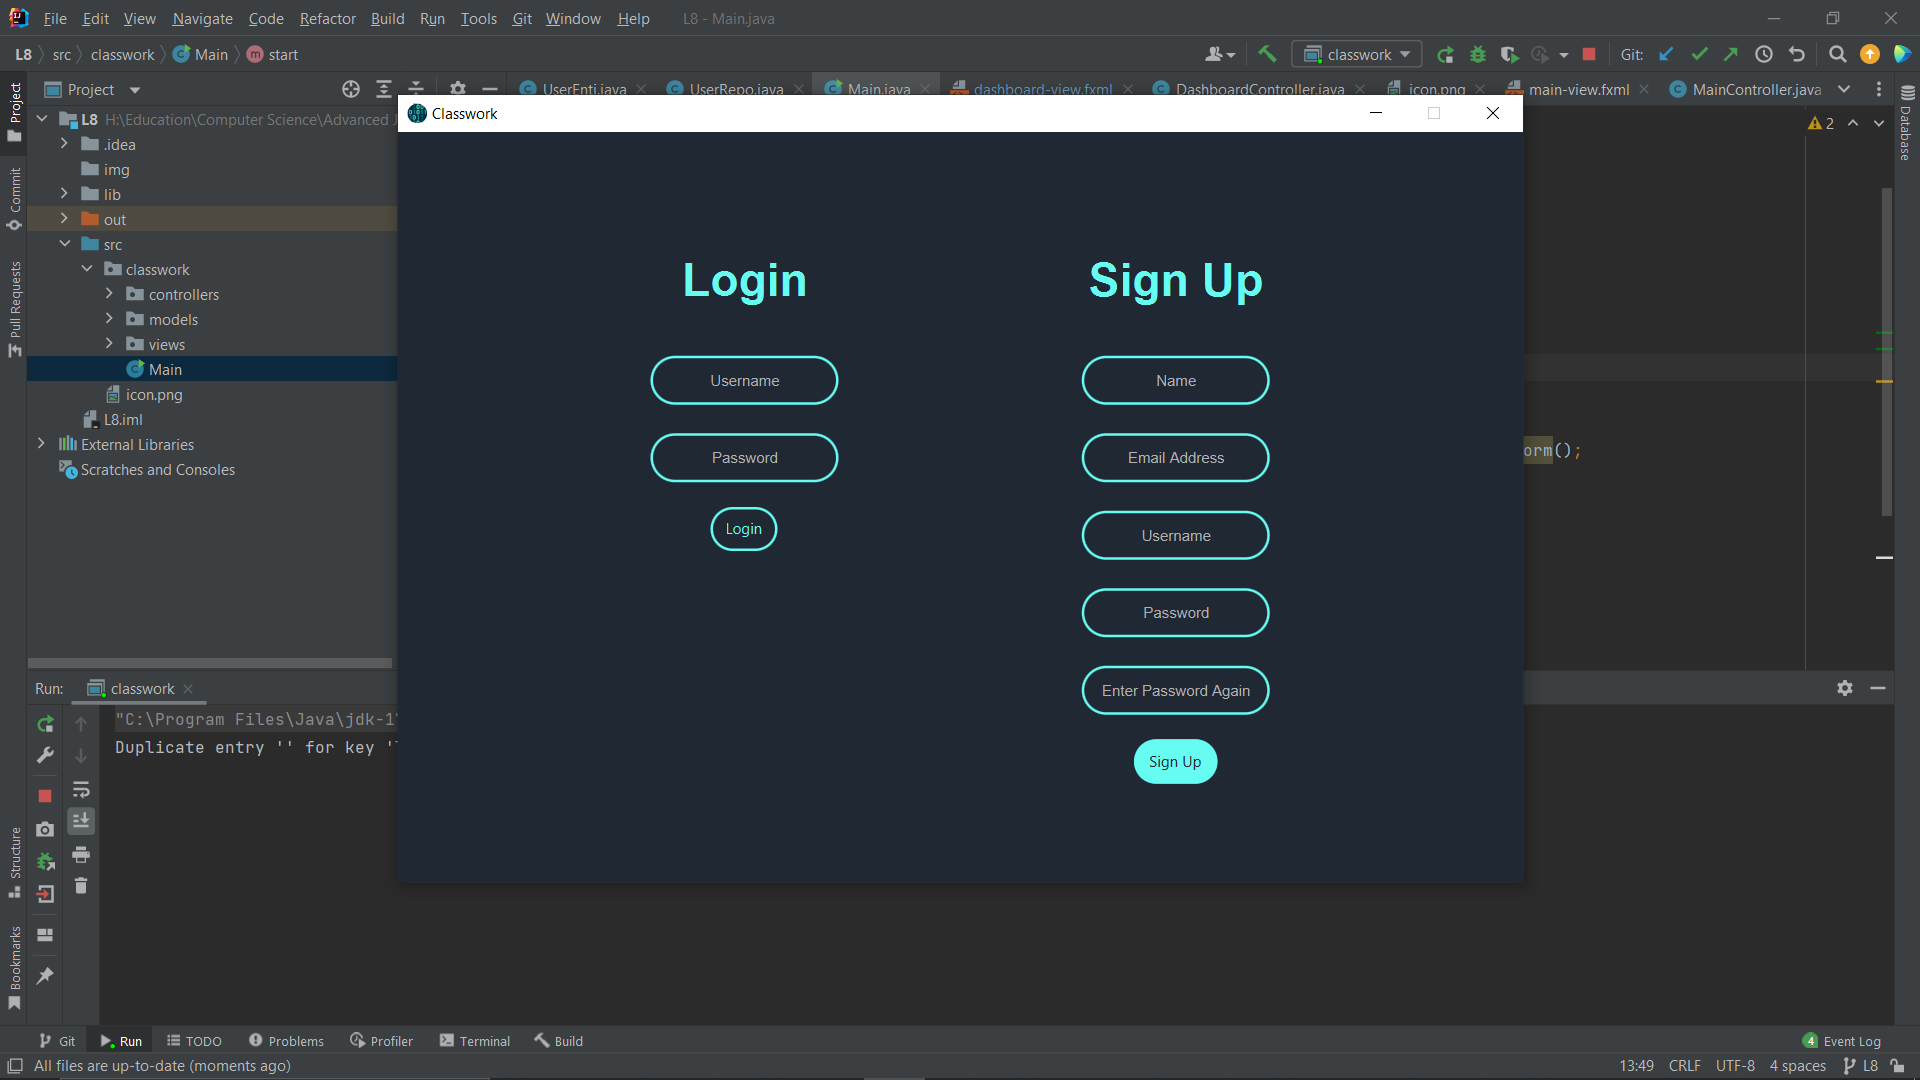 File Edit View Navigate Code Refactor Build Run Tools Git Window Help L8 - Main.java
L8 src classwork Main start classwork Git:
Project UserEnti.java UserRepo.java Main.java dashboard-view.fxml DashboardController.java icon.png main-view.fxml MainController.java
Project
Commit
Pull Requests
Structure
Bookmarks
Database
L8 H:\Education\Computer Science\Advanced
.idea
img
lib
out
src
classwork
controllers
models
views
Main
icon.png
L8.iml
External Libraries
Scratches and Consoles
2
orm();
Classwork
Login
Username
Password
Login
Sign Up
Name
Email Address
Username
Password
Enter Password Again
Sign Up
Run: classwork
"C:\Program Files\Java\jdk-1
Duplicate entry '' for key '
Git Run TODO Problems Profiler Terminal Build 4 Event Log
All files are up-to-date (moments ago) 13:49 CRLF UTF-8 4 spaces L8